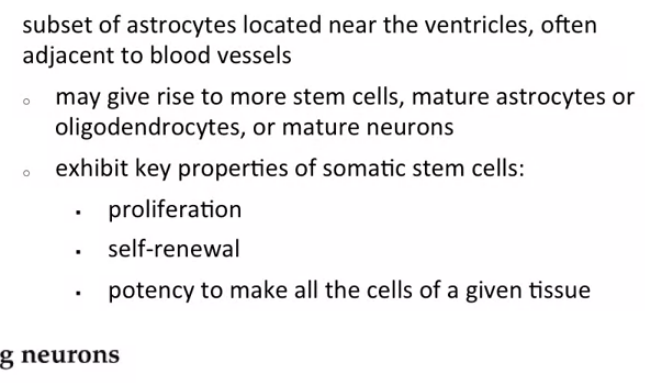 subset of astrocytes located near the ventricles, often
adjacent to blood vessels
○ may give rise to more stem cells, mature astrocytes or
oligodendrocytes, or mature neurons
○ exhibit key properties of somatic stem cells:
▪ proliferation
▪ self-renewal
▪ potency to make all the cells of a given tissue
g neurons